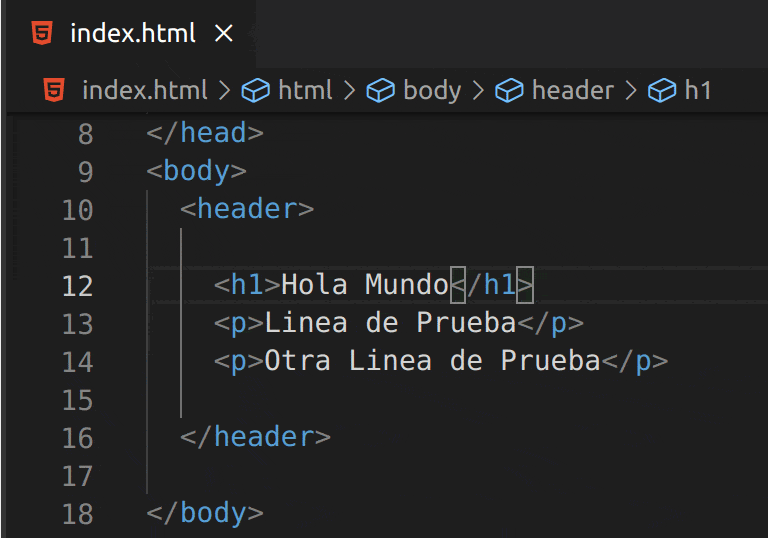 index.html ×
index.html > html > body > header > h1
8 </head>
9 <body>
10 <header>
11
12 <h1>Hola Mundo</h1>
13 <p>Linea de Prueba</p>
14 <p>Otra Linea de Prueba</p>
15
16 </header>
17
18 </body>